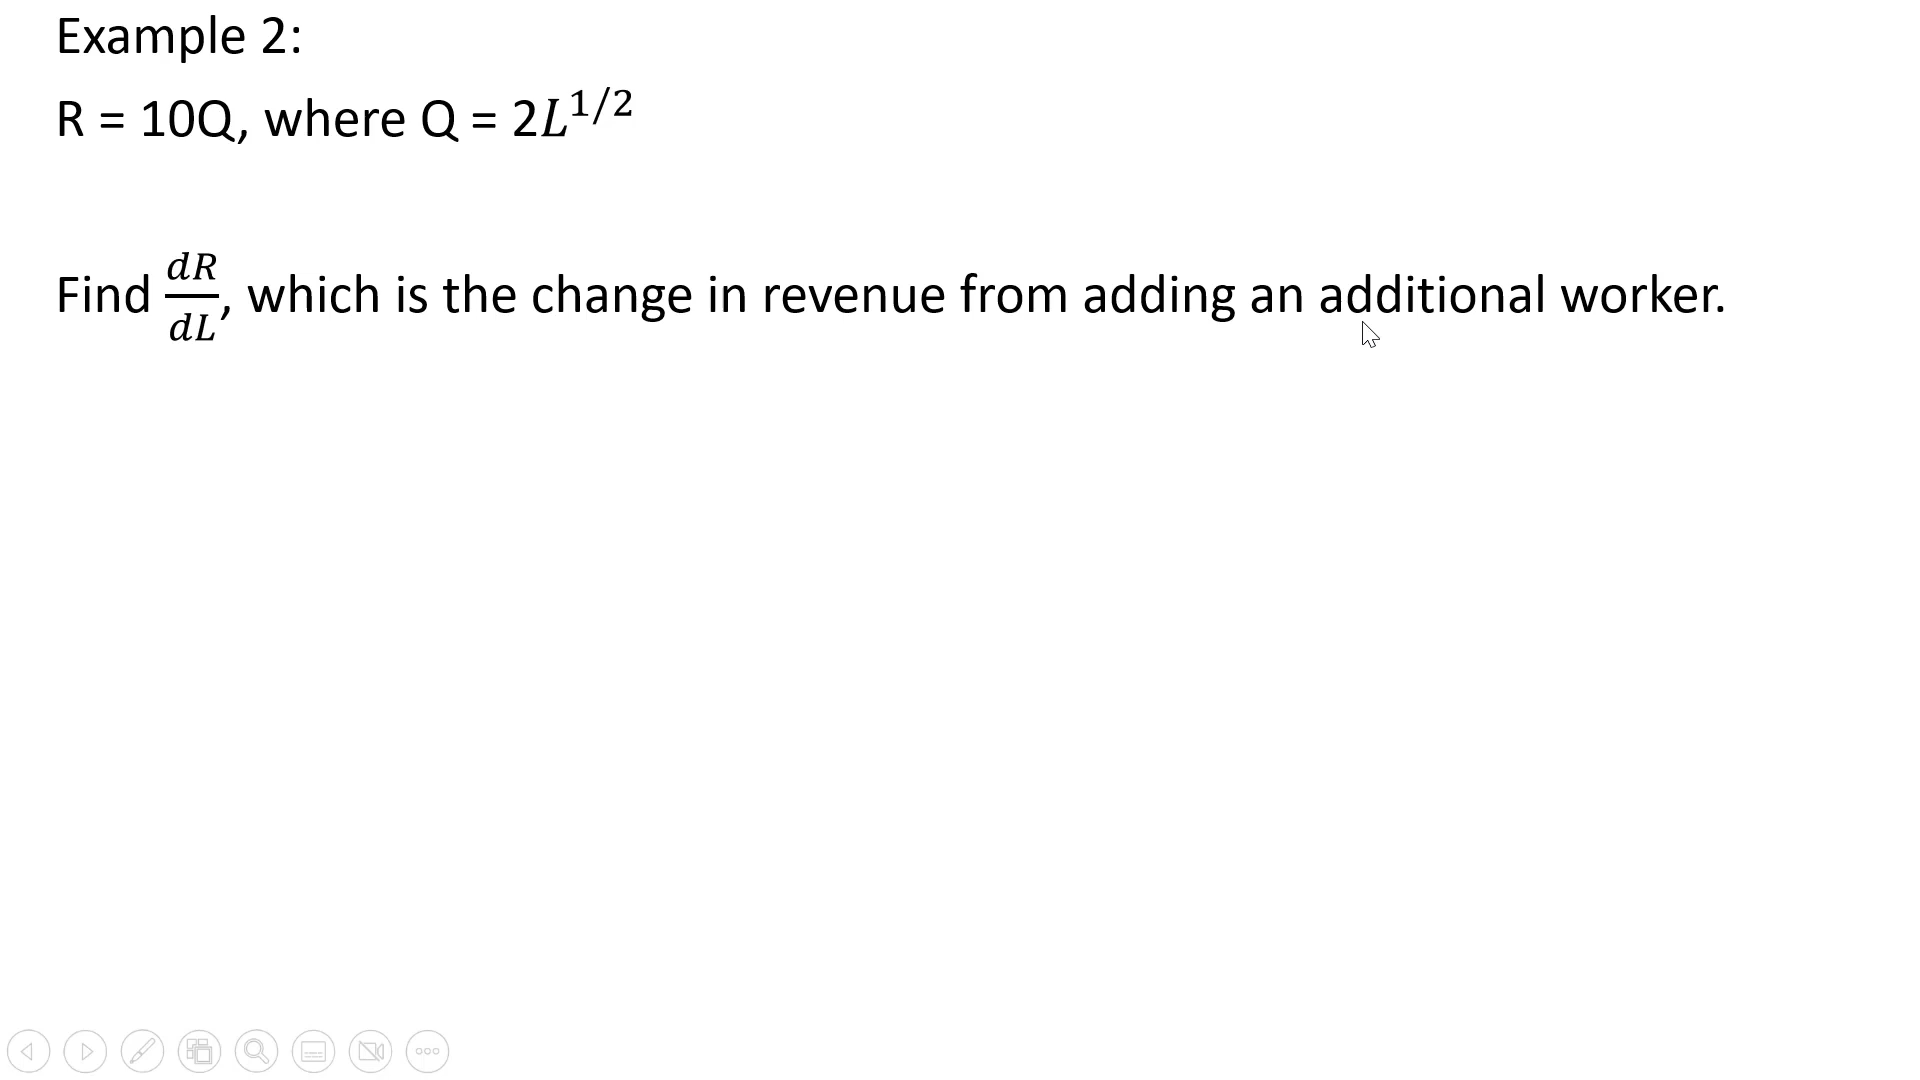 Example 2:
R = 10Q, where Q = 2𝐿^{1/2}
Find \frac{𝑑𝑅}{𝑑𝐿}, which is the change in revenue from adding an additional worker.